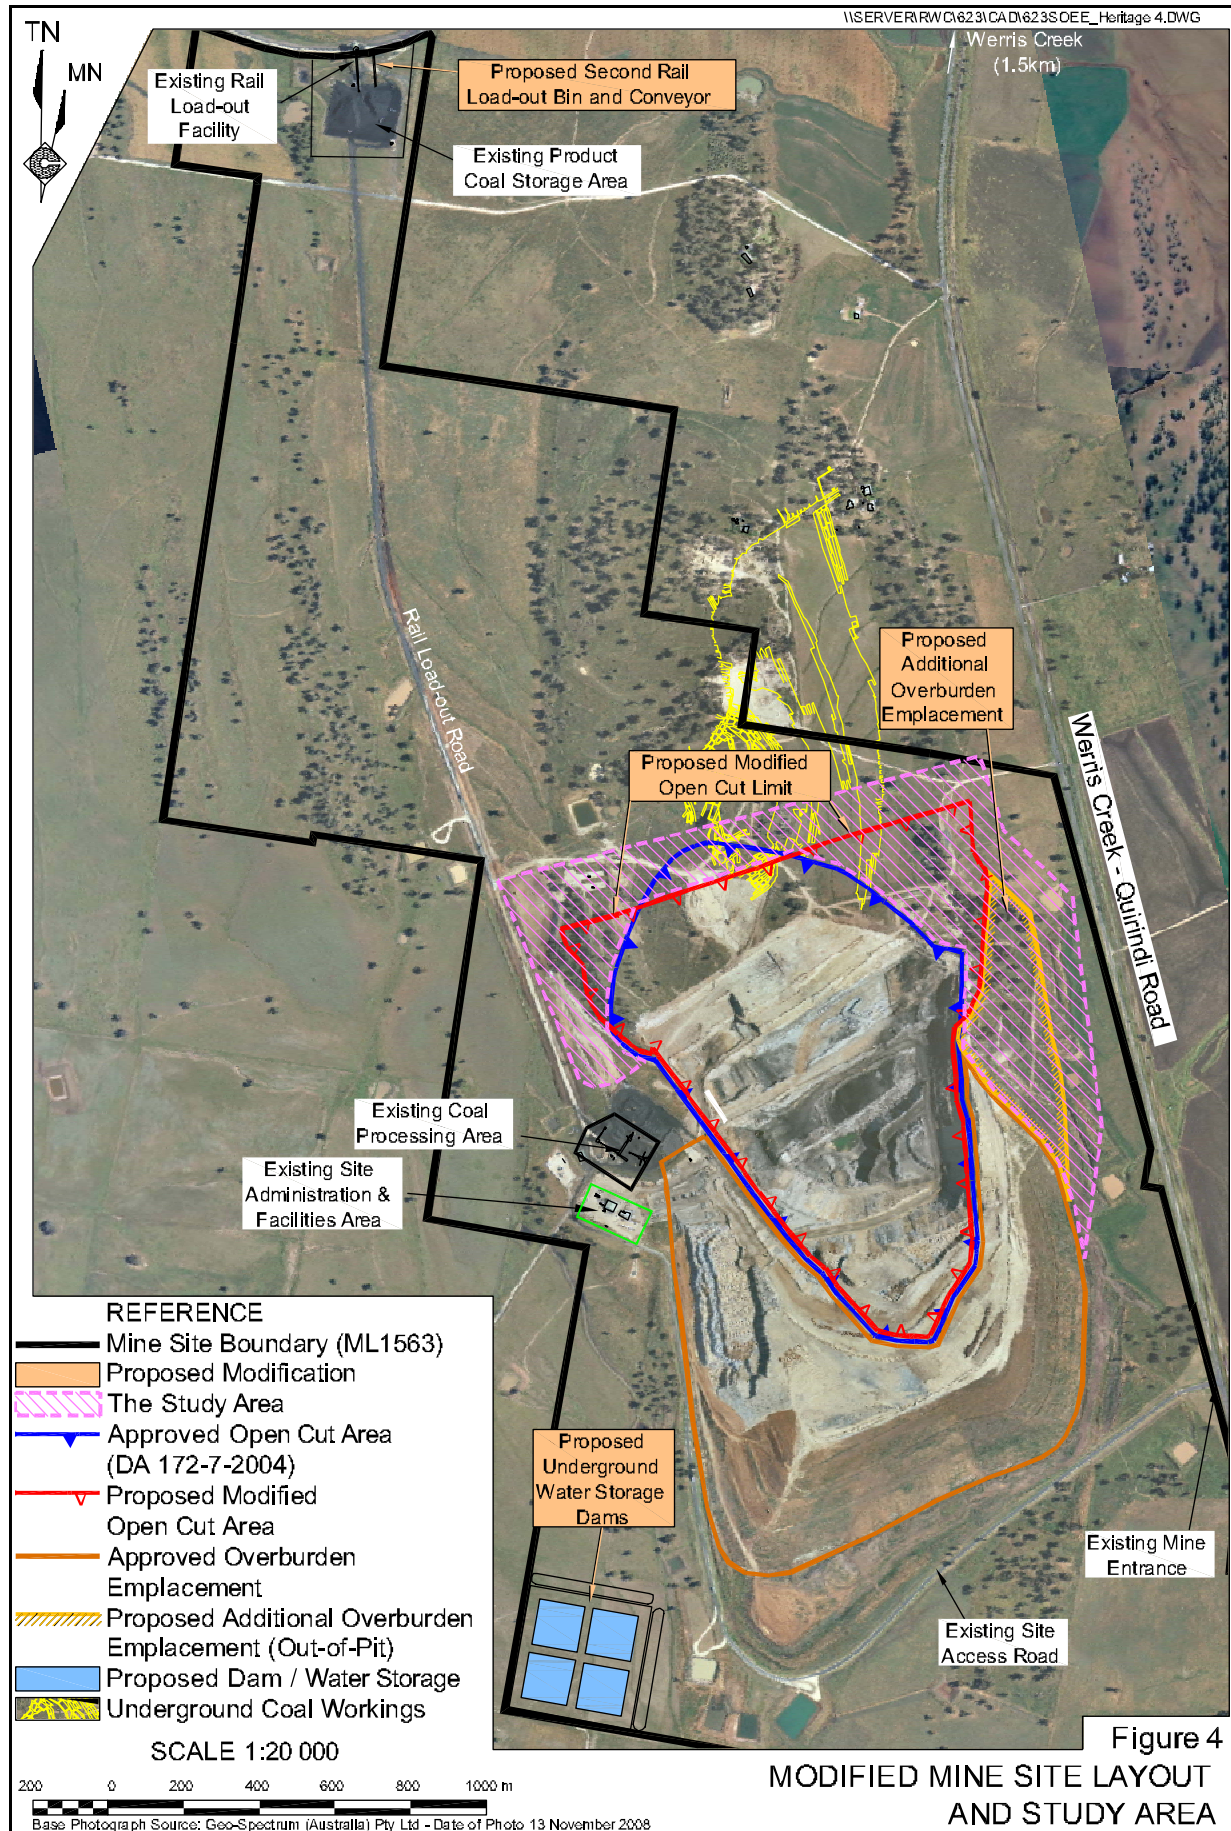 \\SERVER\RWC\623\CAD\623SOEE_Heritage 4.DWG
TN
MN
Werris Creek
(1.5km)
Existing Rail
Load-out
Facility
Proposed Second Rail
Load-out Bin and Conveyor
Existing Product
Coal Storage Area
Rail Load-out Road
Proposed
Additional
Overburden
Emplacement
Proposed Modified
Open Cut Limit
Werris Creek - Quirindi Road
Existing Coal
Processing Area
Existing Site
Administration &
Facilities Area
Proposed
Underground
Water Storage
Dams
Existing Mine
Entrance
Existing Site
Access Road
REFERENCE
Mine Site Boundary (ML1563)
Proposed Modification
The Study Area
Approved Open Cut Area
(DA 172-7-2004)
Proposed Modified
Open Cut Area
Approved Overburden
Emplacement
Proposed Additional Overburden
Emplacement (Out-of-Pit)
Proposed Dam / Water Storage
Underground Coal Workings
SCALE 1:20 000
200 0 200 400 600 800 1000 m
Base Photograph Source: Geo-Spectrum (Australia) Pty Ltd - Date of Photo 13 November 2008
Figure 4
MODIFIED MINE SITE LAYOUT
AND STUDY AREA